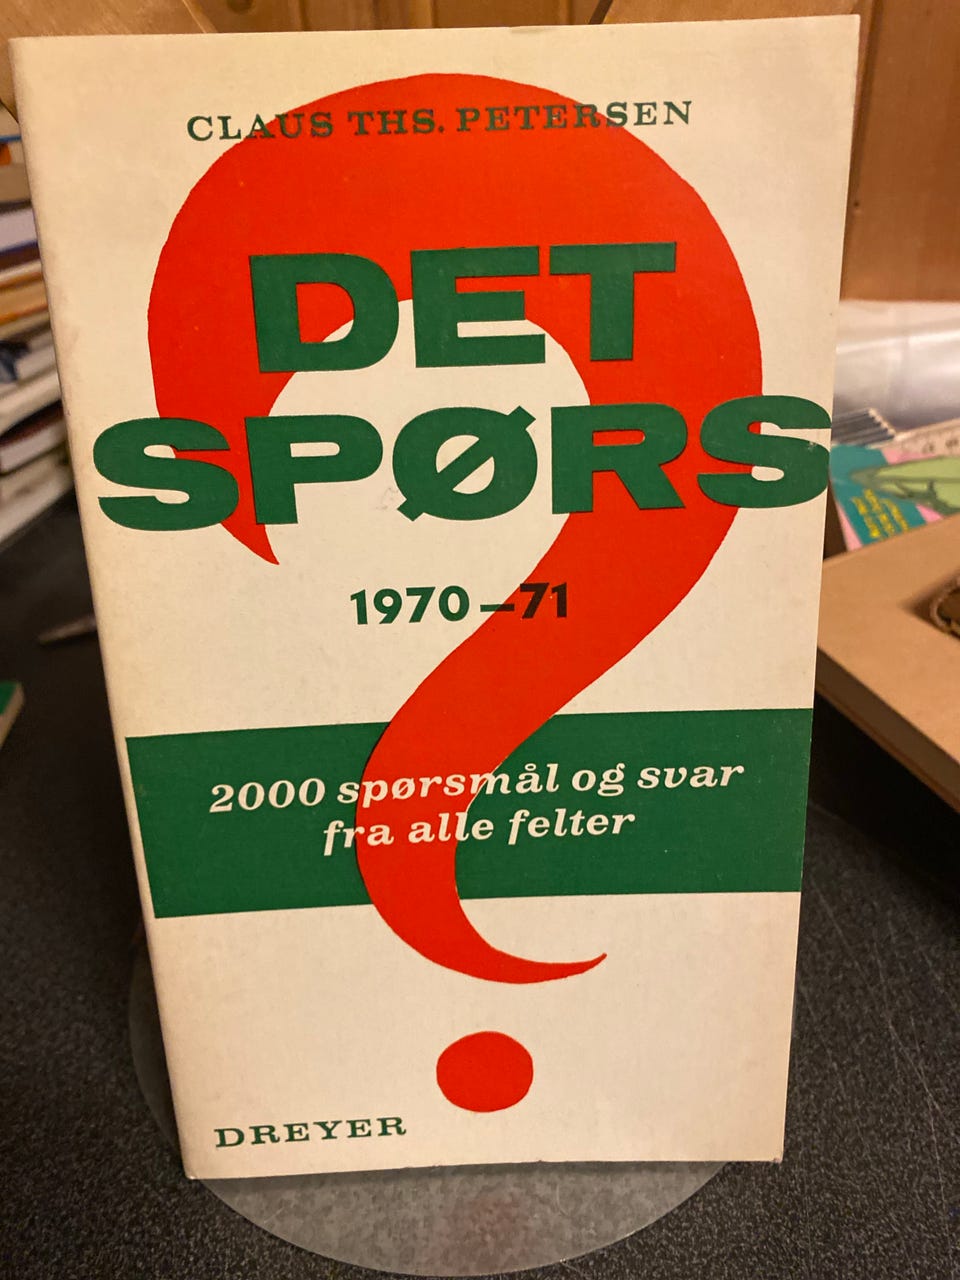 CLAUS THS. PETERSEN
DET
SPØRS
1970–71
2000 spørsmål og svar
fra alle felter
DREYER